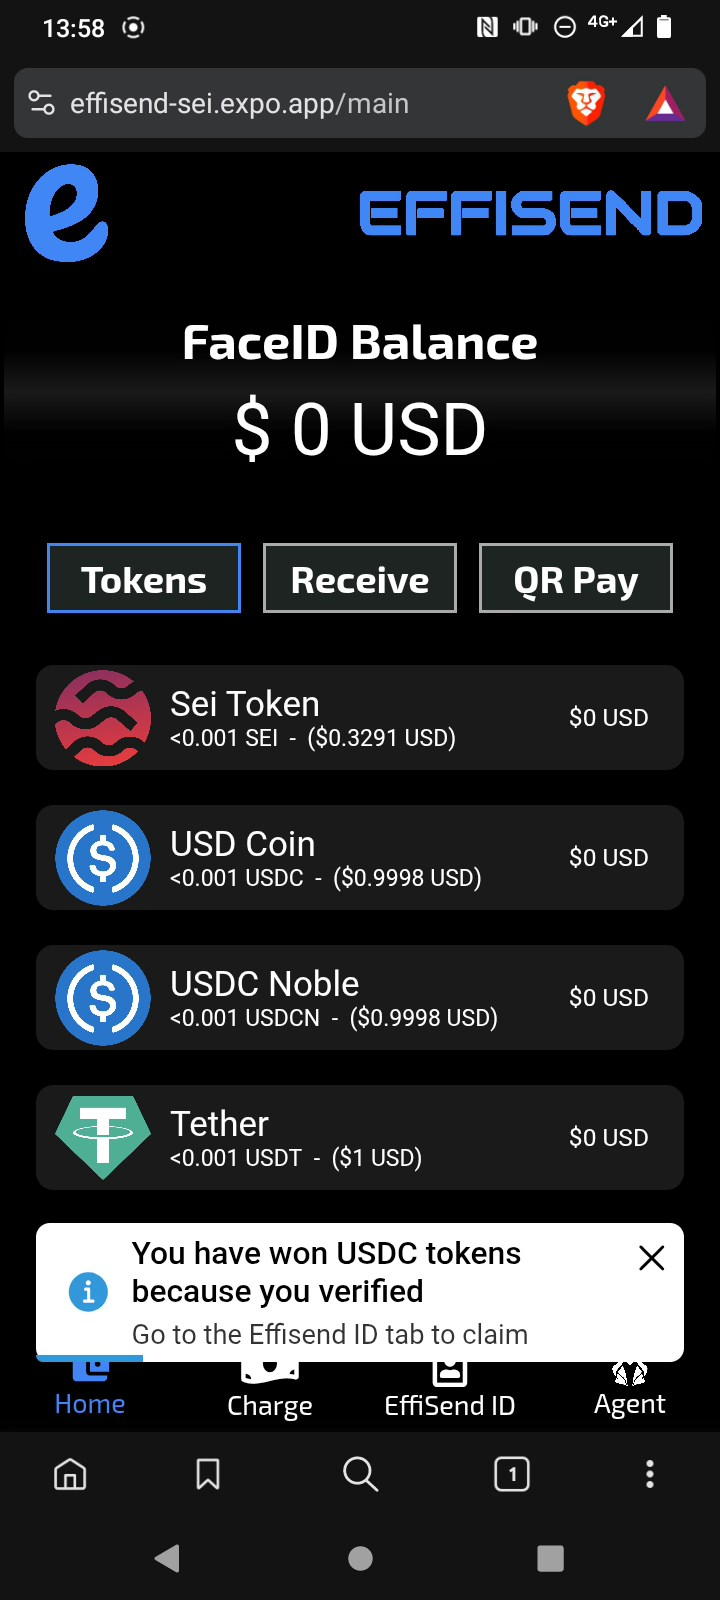 13:58
4G+
effisend-sei.expo.app/main
e
EFFISEND
FaceID Balance
$ 0 USD
Tokens
Receive
QR Pay
Sei Token
<0.001 SEI - ($0.3291 USD)
$0 USD
USD Coin
<0.001 USDC - ($0.9998 USD)
$0 USD
USDC Noble
<0.001 USDCN - ($0.9998 USD)
$0 USD
Tether
<0.001 USDT - ($1 USD)
$0 USD
You have won USDC tokens
because you verified
Go to the Effisend ID tab to claim
Home
Charge
EffiSend ID
Agent
1